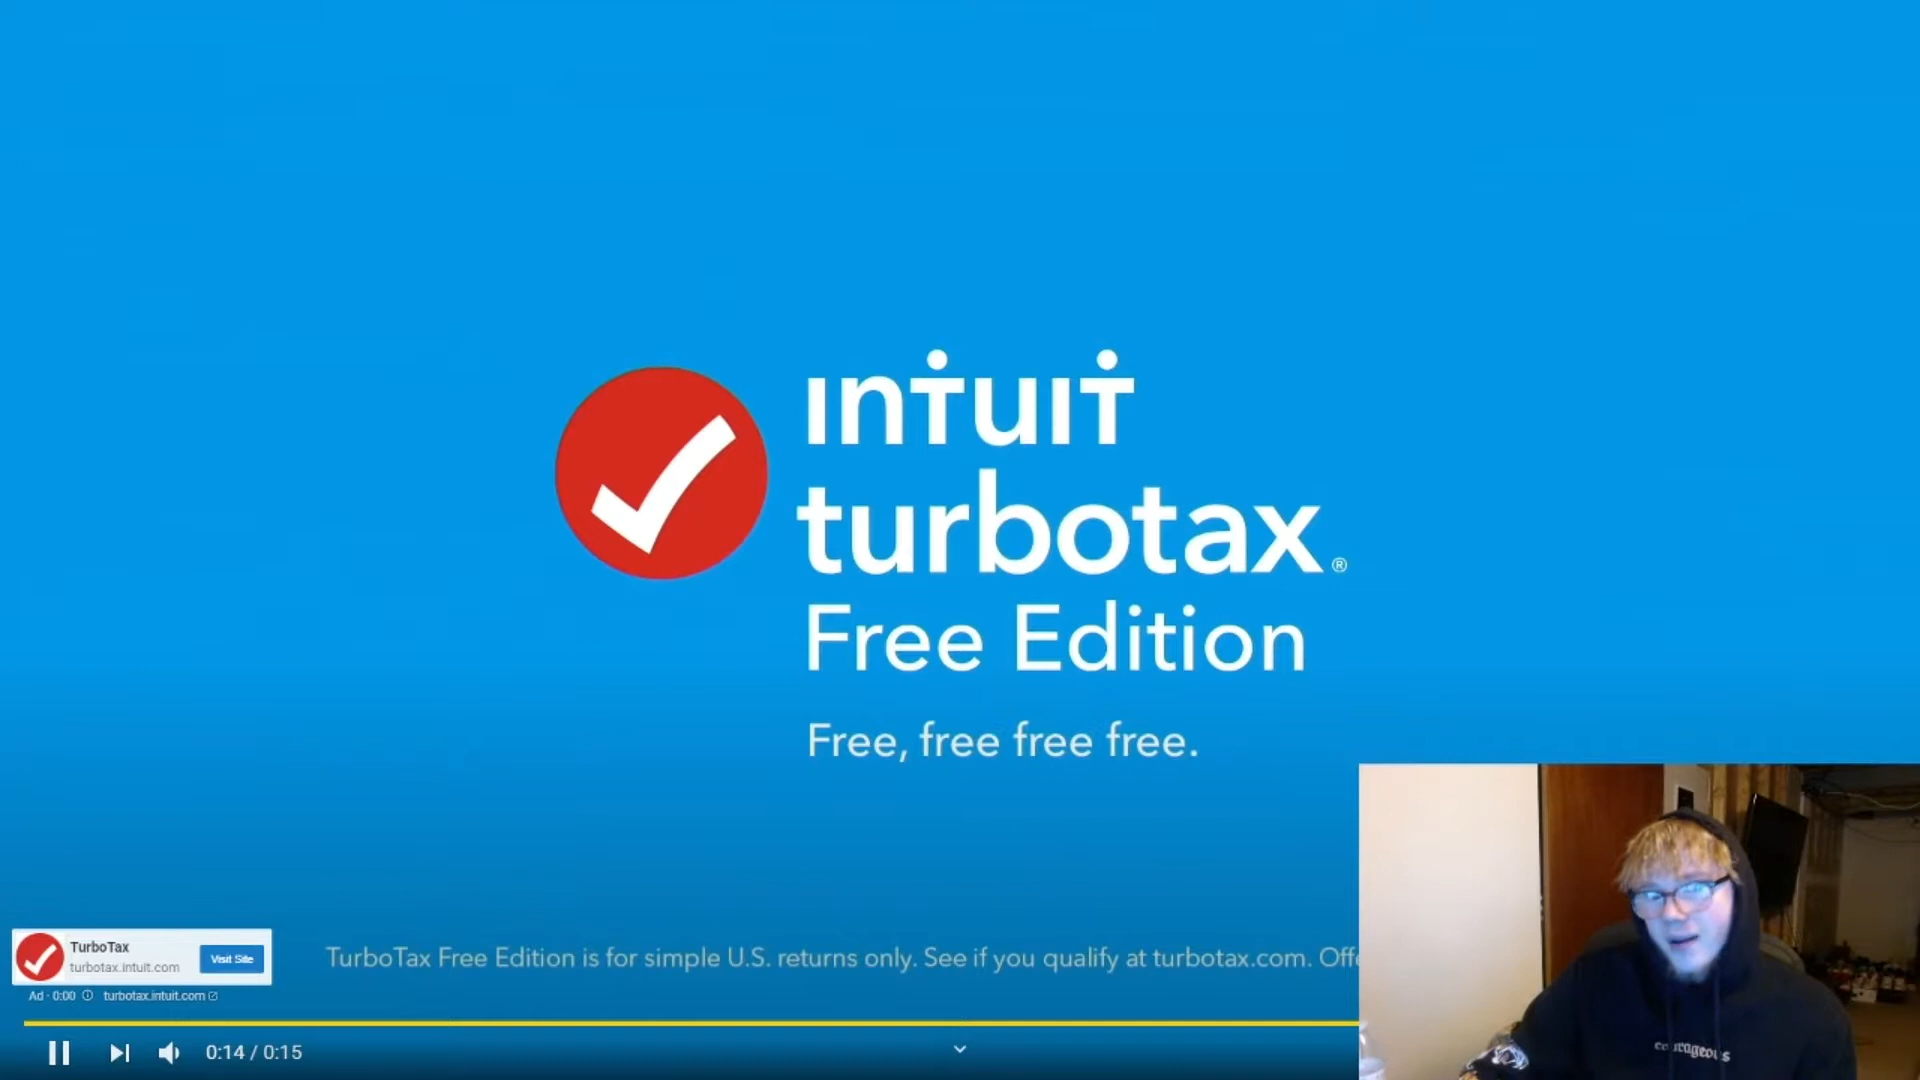 intuit
turbotax®
Free Edition
Free, free free free.
TurboTax
turbotax.intuit.com
Visit Site
TurboTax Free Edition is for simple U.S. returns only. See if you qualify at turbotax.com. Offe
Ad · 0:00 turbotax.intuit.com
0:14 / 0:15
courageous